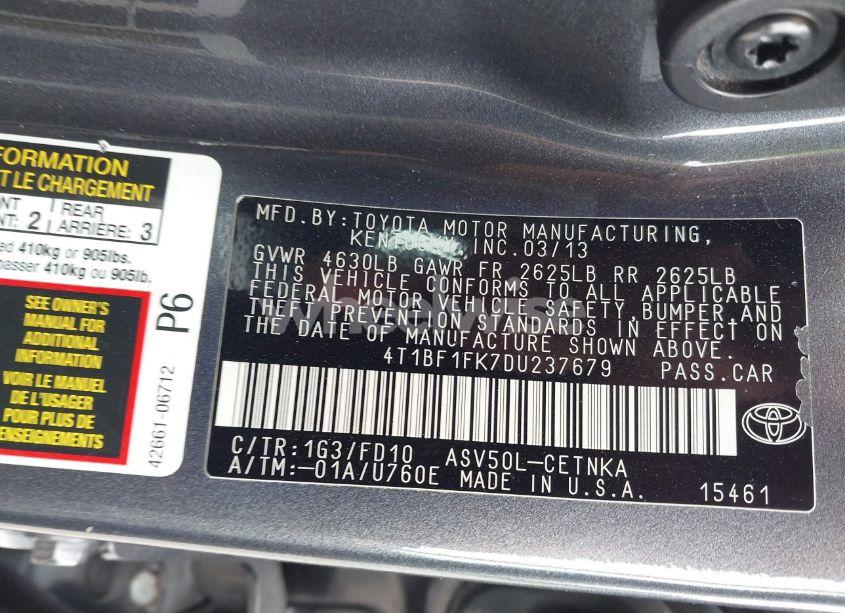 FORMATION
T LE CHARGEMENT
NT REAR
NT: 2 ARRIÈRE: 3
ed 410kg or 905lbs.
passer 410kg ou 905lb.
SEE OWNER'S
MANUAL FOR
ADDITIONAL
INFORMATION
VOIR LE MANUEL
DE L'USAGER
POUR PLUS DE
RENSEIGNEMENTS
P6
42661-06712
MFD.BY:TOYOTA MOTOR MANUFACTURING,
KENTUCKY, INC.03/13
GVWR 4630LB GAWR FR 2625LB RR 2625LB
THIS VEHICLE CONFORMS TO ALL APPLICABLE
FEDERAL MOTOR VEHICLE SAFETY,BUMPER,AND
THEFT PREVENTION STANDARDS IN EFFECT ON
THE DATE OF MANUFACTURE SHOWN ABOVE.
4T1BF1FK7DU237679 PASS.CAR
C/TR:1G3/FD10 ASV50L-CETNKA
A/TM:-01A/U760E MADE IN U.S.A. 15461
TOYOTA